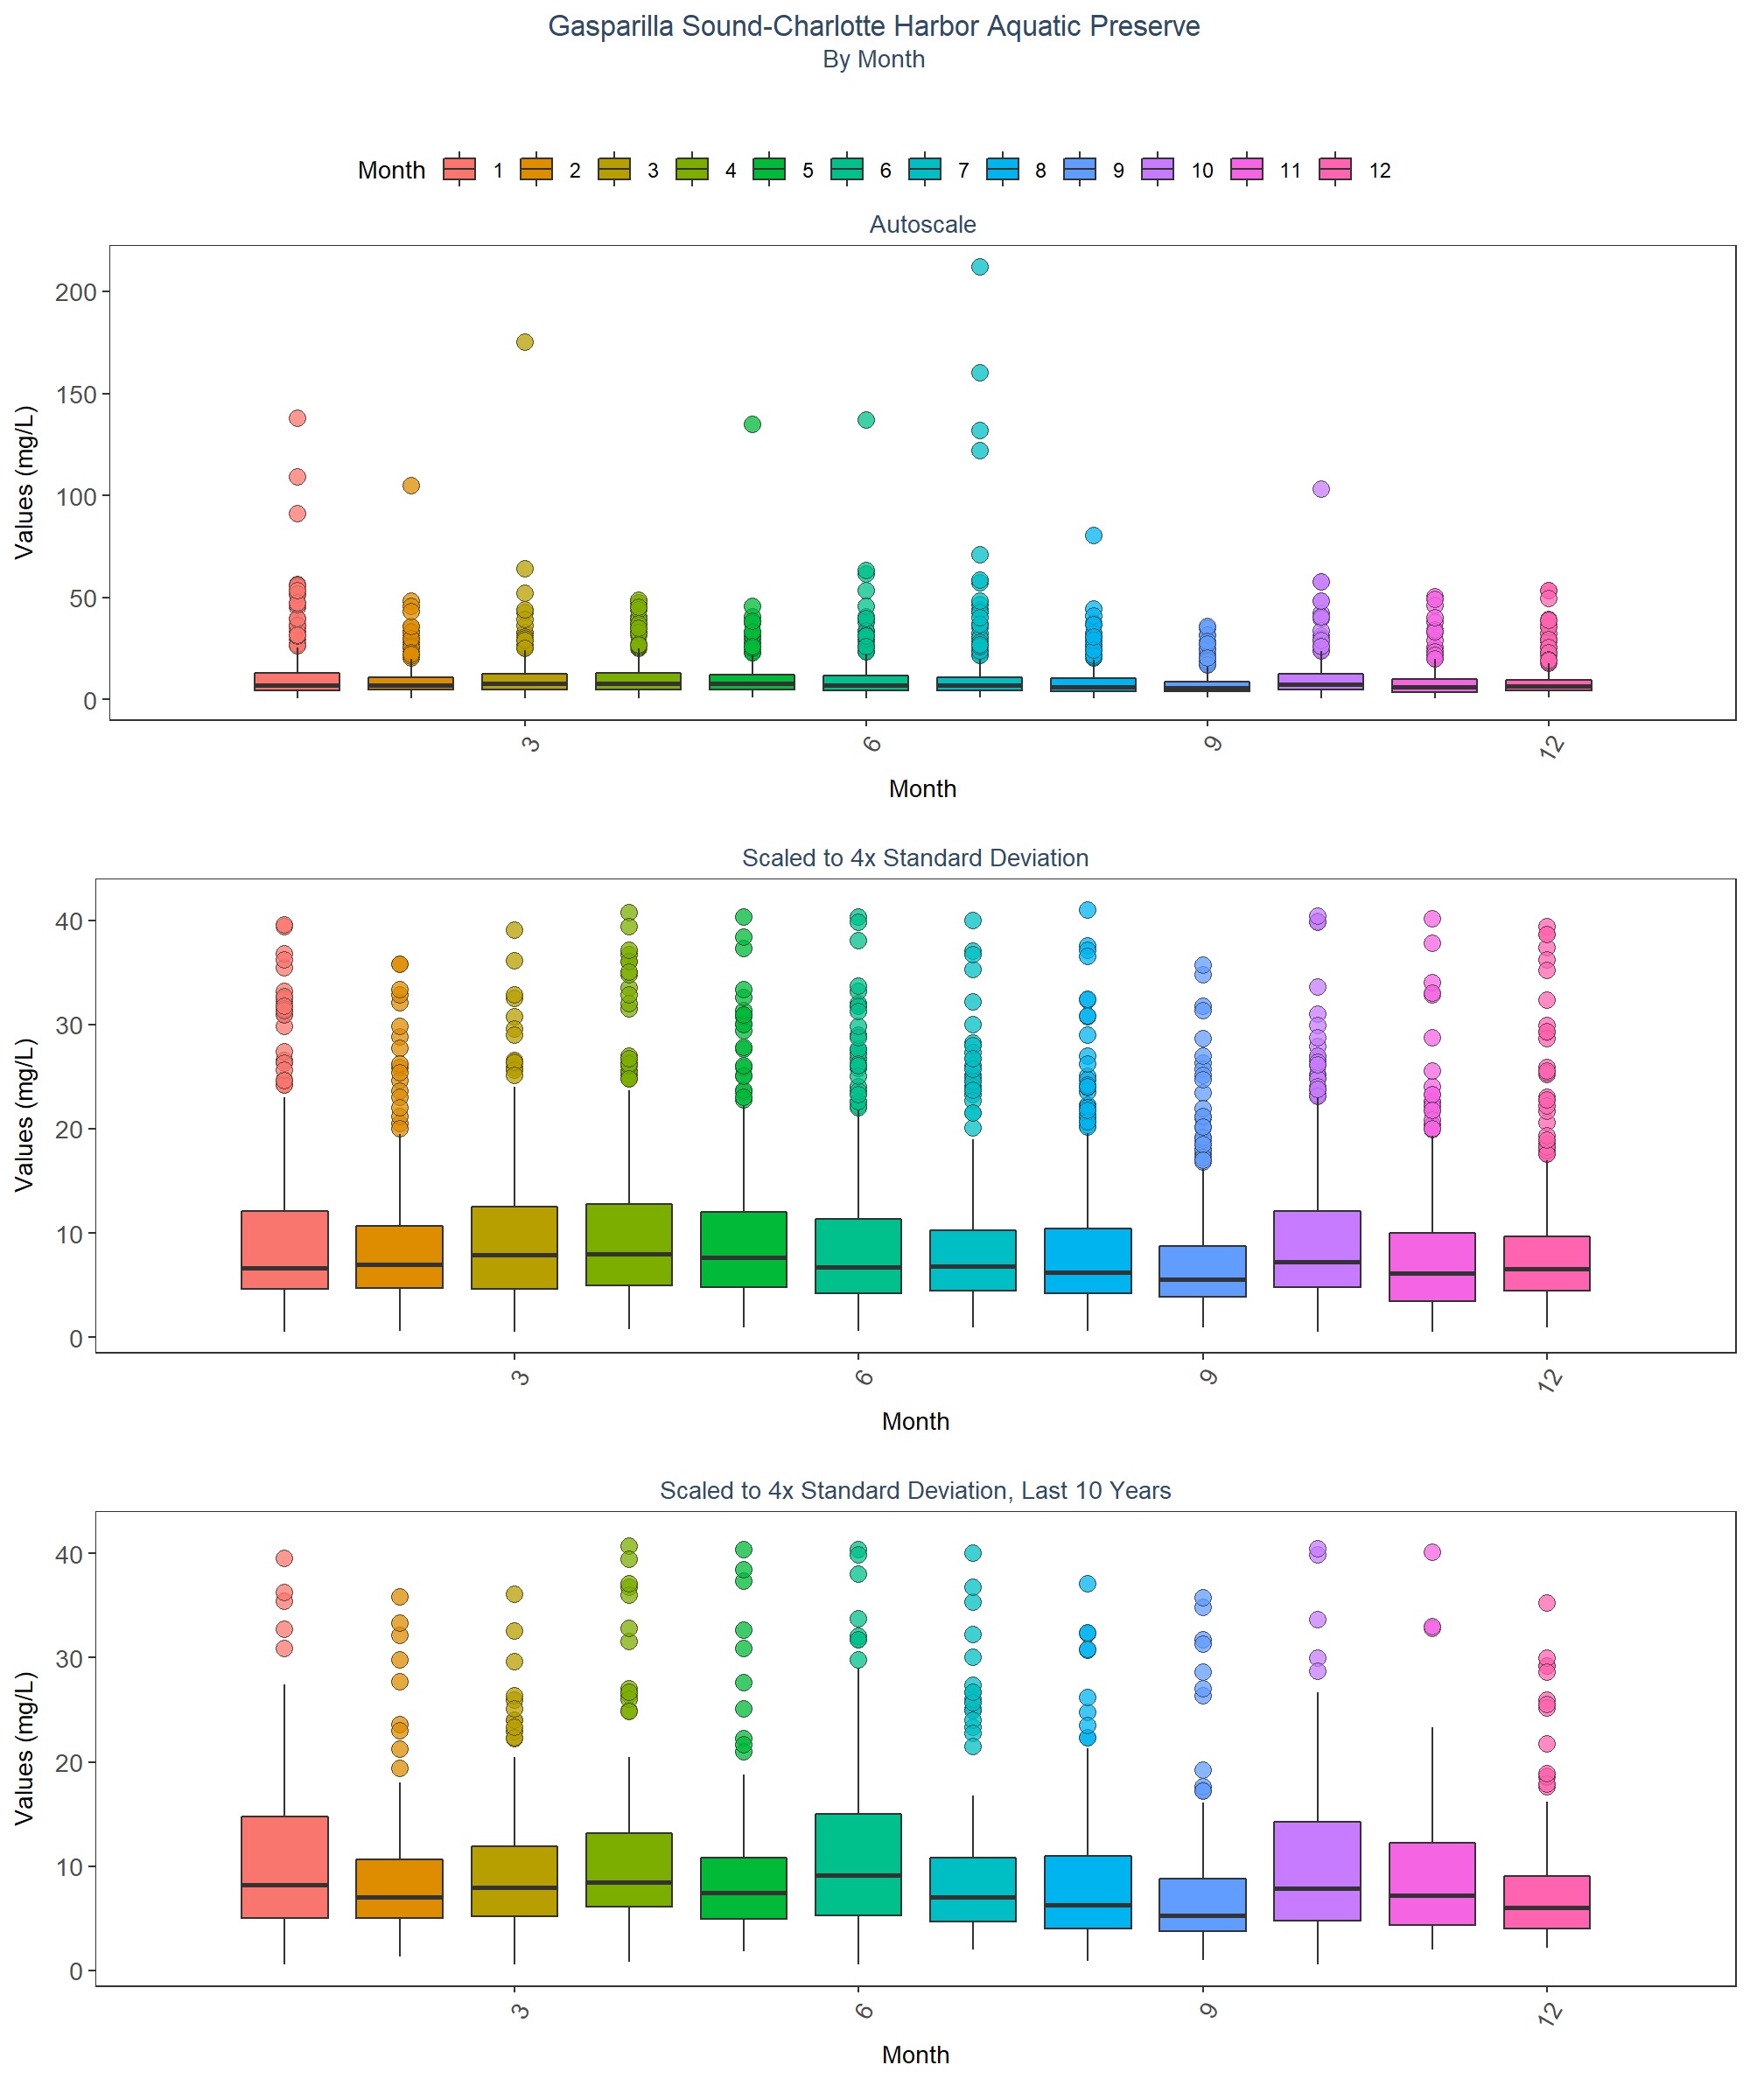 Gasparilla Sound-Charlotte Harbor Aquatic Preserve
By Month
Month 1 2 3 4 5 6 7 8 9 10 11 12
Autoscale
Values (mg/L)
200
150
100
50
0
3 6 9 12
Month
Scaled to 4x Standard Deviation
Values (mg/L)
40
30
20
10
0
3 6 9 12
Month
Scaled to 4x Standard Deviation, Last 10 Years
Values (mg/L)
40
30
20
10
0
3 6 9 12
Month